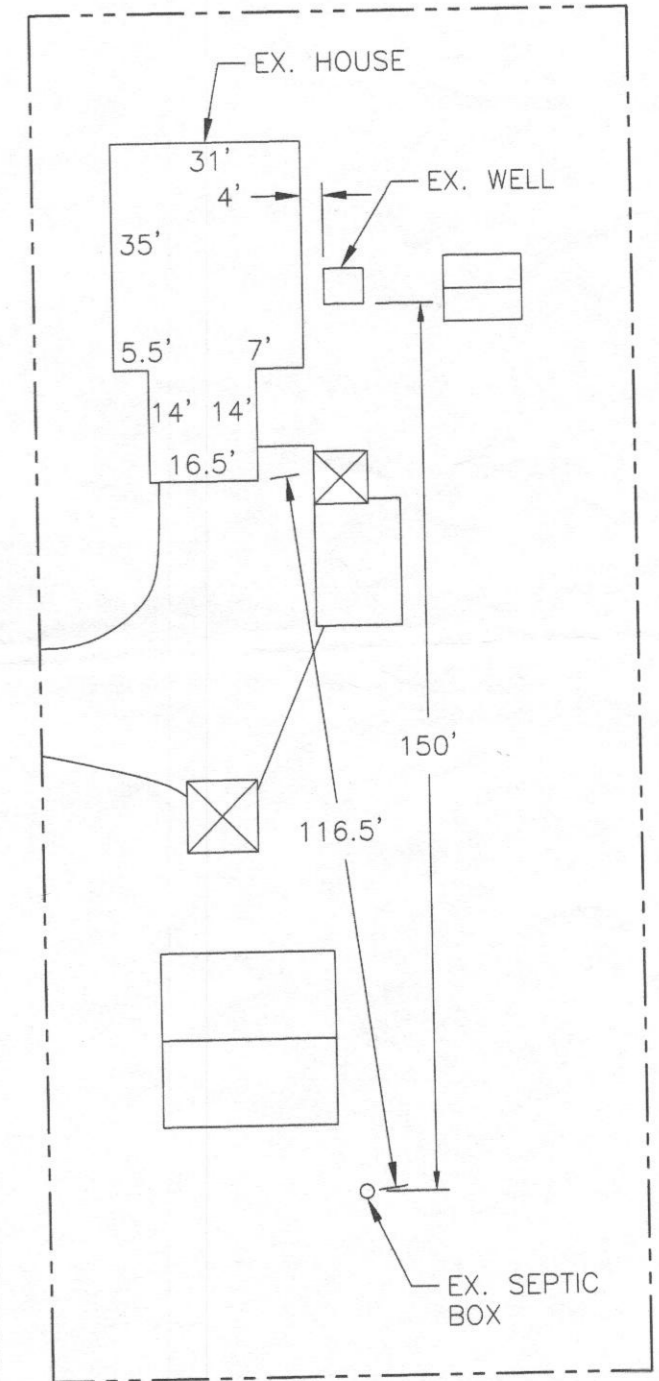 EX. HOUSE
31'
4'
EX. WELL
35'
5.5' 7'
14' 14'
16.5'
150'
116.5'
EX. SEPTIC
BOX